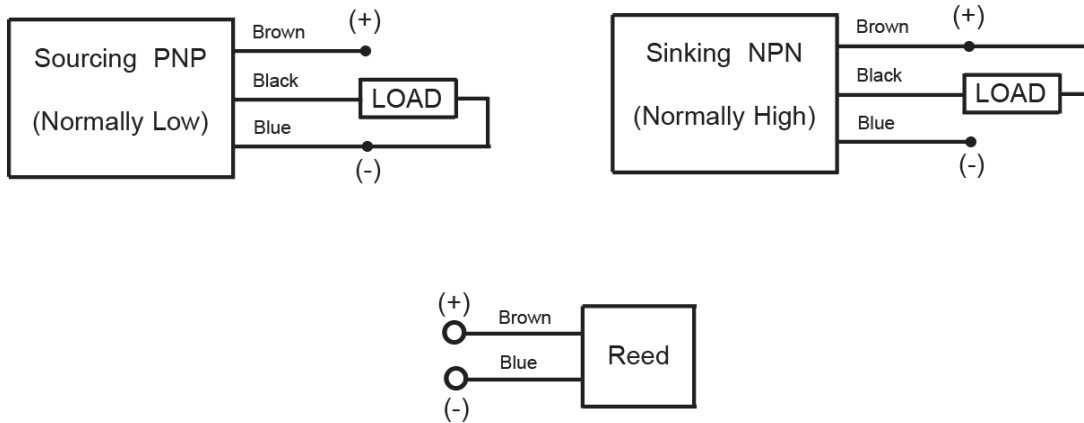 Sourcing PNP
(Normally Low)
Brown
(+)
Black
LOAD
Blue
(-)
Sinking NPN
(Normally High)
Brown
(+)
Black
LOAD
Blue
(-)
(+)
Brown
Blue
(-)
Reed